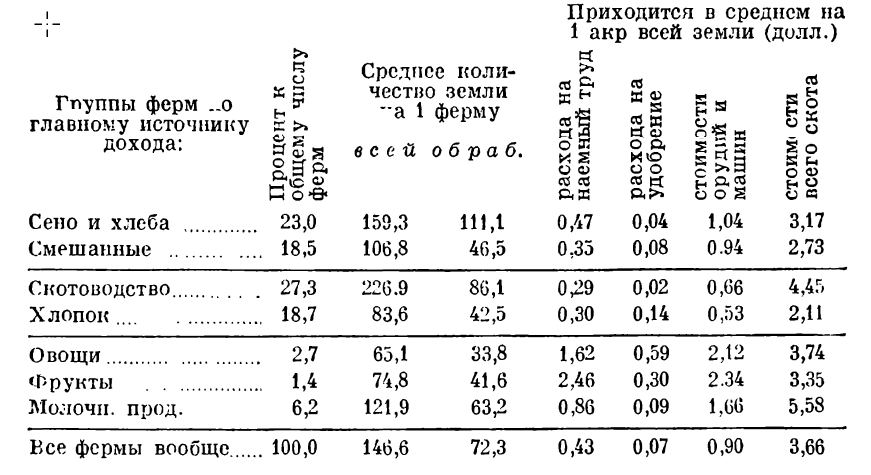 Приходится в среднем на
1 акр всей земли (долл.)
Группы ферм по
главному источнику
дохода:
Процент к
общему числу
ферм
Среднее коли-
чество земли
на 1 ферму
всей обраб.
расхода на
наемный труд
расхода на
удобрение
стоимости
орудий и
машин
стоимости
всего скота
Сено и хлеба ............ 23,0 159,3 111,1 0,47 0,04 1,04 3,17
Смешанные ............ 18,5 106,8 46,5 0,35 0,08 0.94 2,73
Скотоводство............ 27,3 226.9 86,1 0,29 0,02 0,66 4,45
Хлопок............ 18,7 83,6 42,5 0,30 0,14 0,53 2,11
Овощи............ 2,7 65,1 33,8 1,62 0,59 2,12 3,74
Фрукты ............ 1,4 74,8 41,6 2,46 0,30 2.34 3,35
Молочн. прод. 6,2 121,9 63,2 0,86 0,09 1,66 5,58
Все фермы вообще...... 100,0 146,6 72,3 0,43 0,07 0,90 3,66